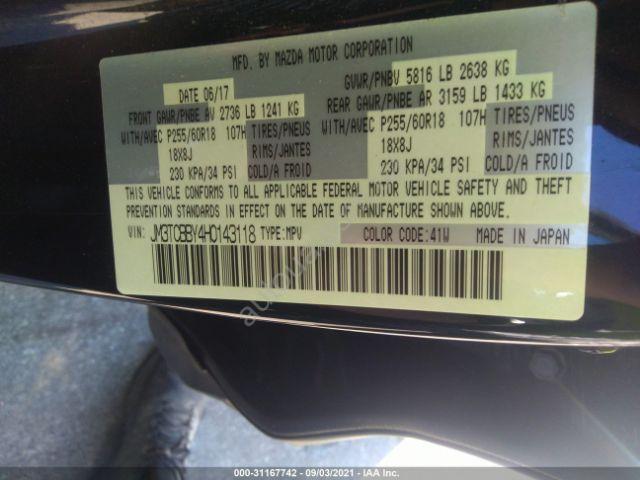 MFD. BY MAZDA MOTOR CORPORATION
DATE 06/17 GVWR/PNBV 5816 LB 2638 KG
FRONT GAWR/PNBE AV 2736 LB 1241 KG REAR GAWR/PNBE AR 3159 LB 1433 KG
WITH/AVEC P255/60R18 107H TIRES/PNEUS WITH/AVEC P255/60R18 107H TIRES/PNEUS
18X8J RIMS/JANTES 18X8J RIMS/JANTES
230 KPA/34 PSI COLD/A FROID 230 KPA/34 PSI COLD/A FROID
THIS VEHICLE CONFORMS TO ALL APPLICABLE FEDERAL MOTOR VEHICLE SAFETY AND THEFT
PREVENTION STANDARDS IN EFFECT ON THE DATE OF MANUFACTURE SHOWN ABOVE.
VIN: JM3TCBBY4H0143118 TYPE:MPV COLOR CODE:41W MADE IN JAPAN
000-31167742 / 09/03/2021 / IAA Inc.